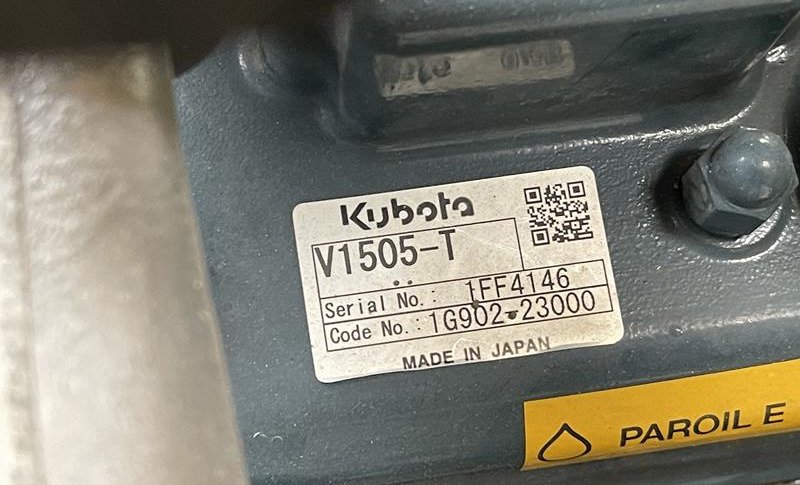 Kubota
V1505-T
Serial No.: 1FF4146
Code No.: 1G902-23000
MADE IN JAPAN
PAROIL E